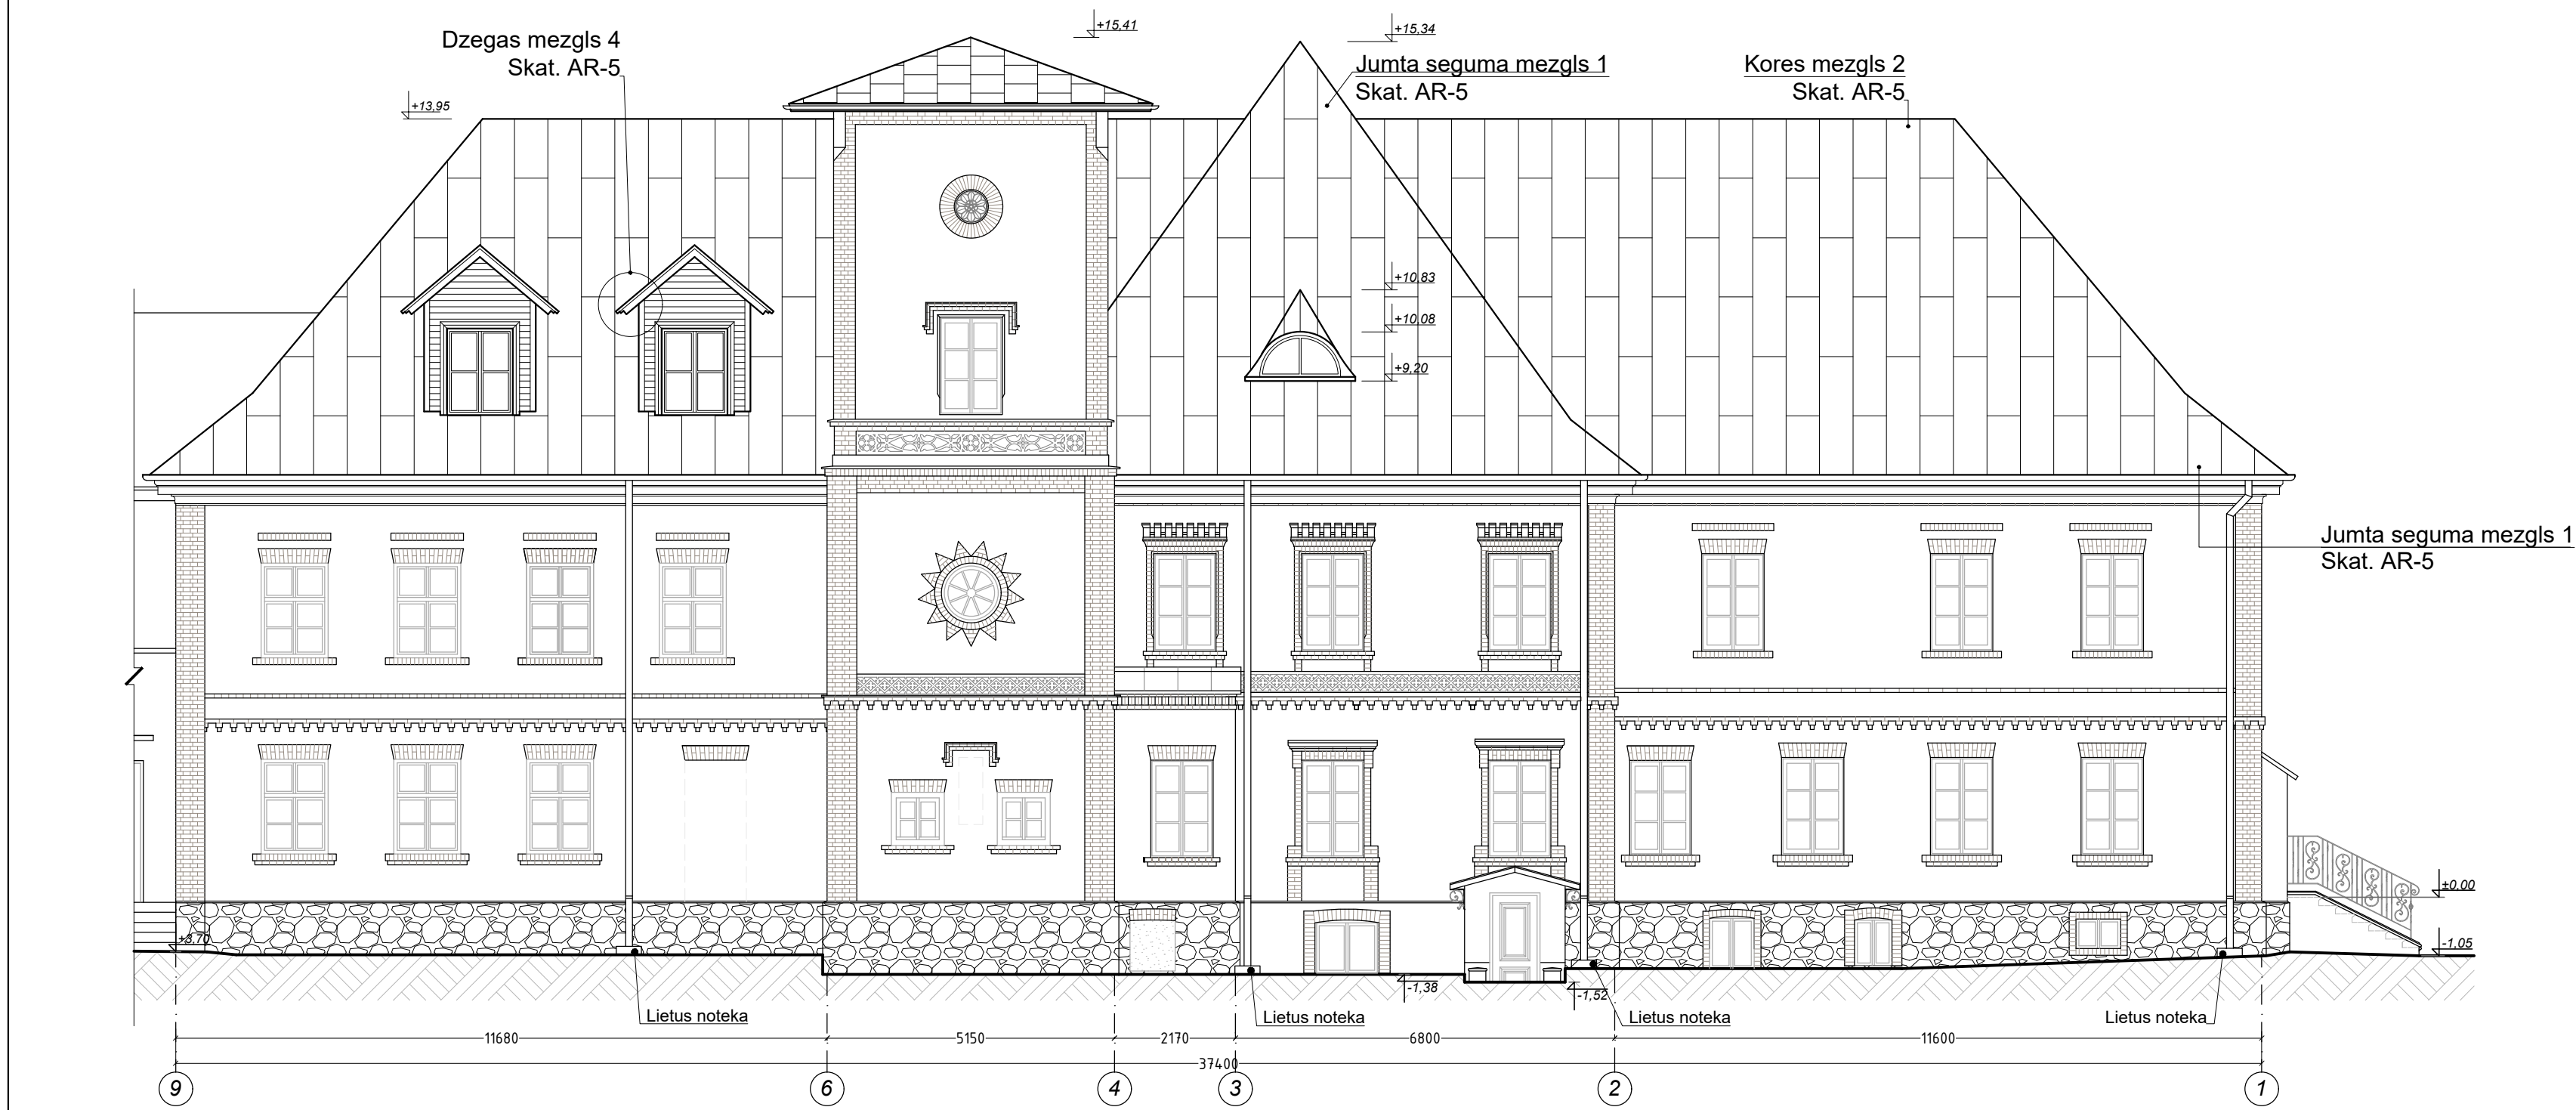 +15,41
+15,34
Dzegas mezgls 4
Skat. AR-5
Jumta seguma mezgls 1
Skat. AR-5
Kores mezgls 2
Skat. AR-5
+13,95
+10,83
+10,08
+9,20
Jumta seguma mezgls 1
Skat. AR-5
±0.00
+3,70
-1.05
-1,38
-1,52
Lietus noteka
Lietus noteka
Lietus noteka
Lietus noteka
11680
5150
2170
6800
11600
37400
9
6
4
3
2
1